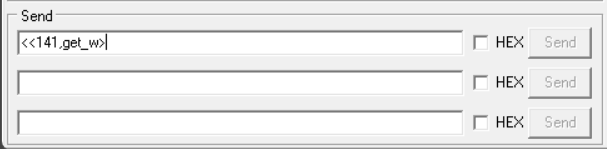 Send
<<141,get_w>
HEX Send
HEX Send
HEX Send